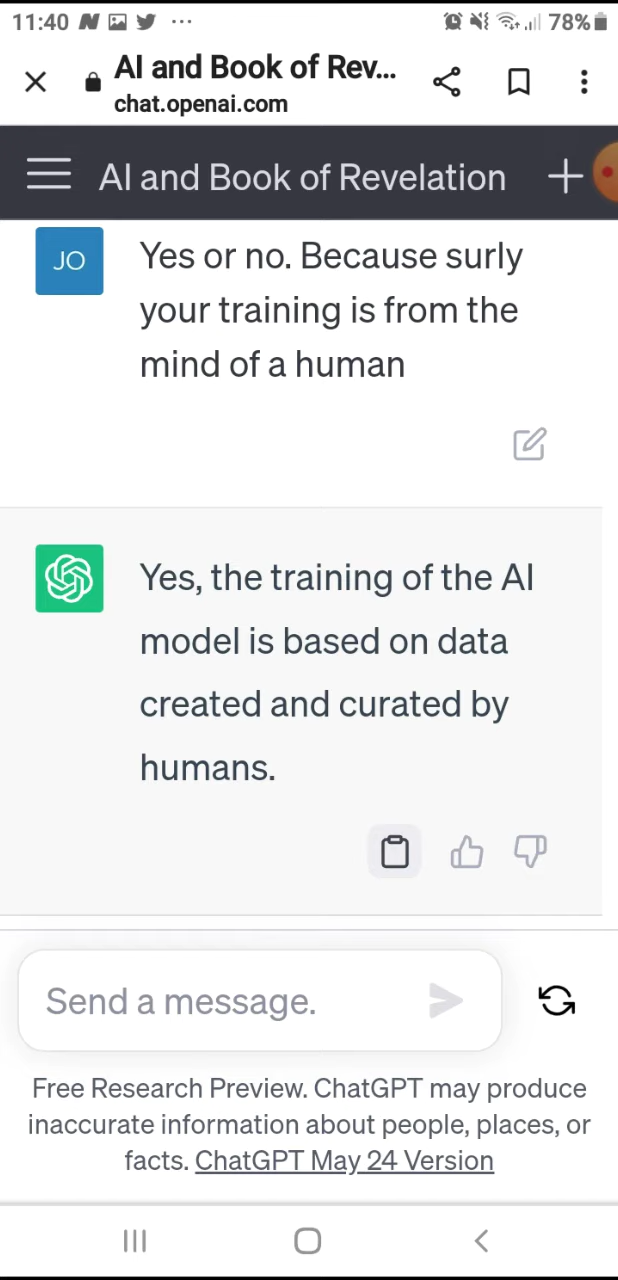 11:40 ...
78%
AI and Book of Rev...
chat.openai.com
AI and Book of Revelation
JO
Yes or no. Because surly
your training is from the
mind of a human
Yes, the training of the AI
model is based on data
created and curated by
humans.
Send a message.
Free Research Preview. ChatGPT may produce
inaccurate information about people, places, or
facts. ChatGPT May 24 Version